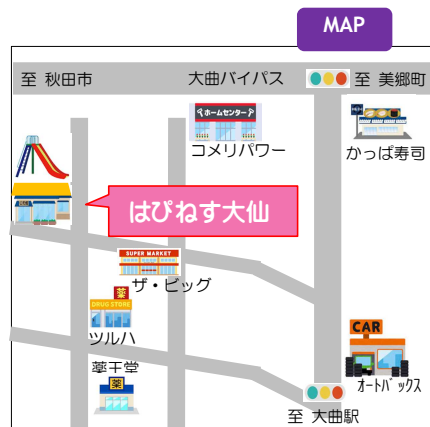 MAP
至 秋田市
大曲バイパス
至 美郷町
ホームセンター
コメリパワー
かっぱ寿司
はぴねす大仙
SUPER MARKET
ザ・ビッグ
薬
DRUG STORE
ツルハ
薬王堂
薬
CAR
オートバックス
至 大曲駅